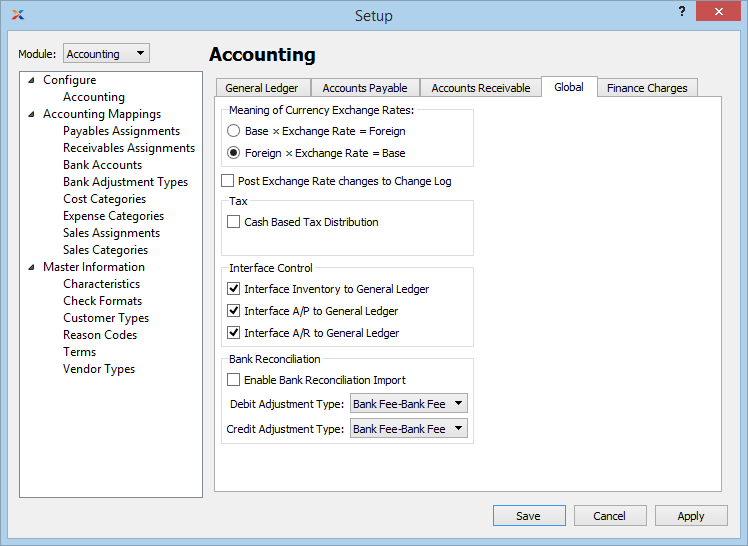 Setup
?
Module: Accounting
Accounting
Configure
Accounting
Accounting Mappings
Payables Assignments
Receivables Assignments
Bank Accounts
Bank Adjustment Types
Cost Categories
Expense Categories
Sales Assignments
Sales Categories
Master Information
Characteristics
Check Formats
Customer Types
Reason Codes
Terms
Vendor Types
General Ledger Accounts Payable Accounts Receivable Global Finance Charges
Meaning of Currency Exchange Rates:
Base × Exchange Rate = Foreign
Foreign × Exchange Rate = Base
Post Exchange Rate changes to Change Log
Tax
Cash Based Tax Distribution
Interface Control
Interface Inventory to General Ledger
Interface A/P to General Ledger
Interface A/R to General Ledger
Bank Reconciliation
Enable Bank Reconciliation Import
Debit Adjustment Type: Bank Fee-Bank Fee
Credit Adjustment Type: Bank Fee-Bank Fee
Save Cancel Apply